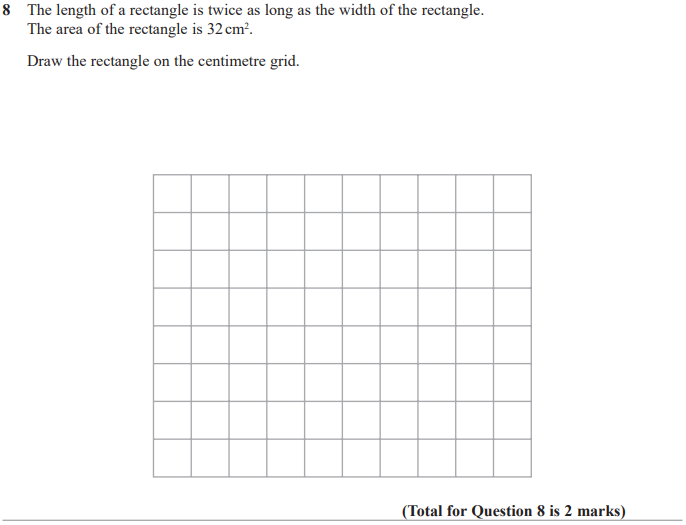 8 The length of a rectangle is twice as long as the width of the rectangle.
The area of the rectangle is 32 cm².
Draw the rectangle on the centimetre grid.
(Total for Question 8 is 2 marks)